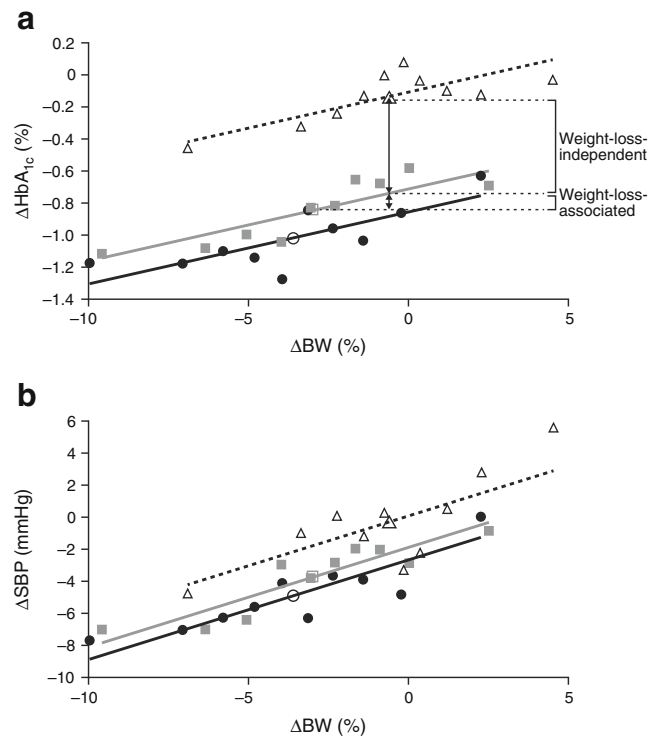 a
0.2
0
−0.2
−0.4
−0.6
−0.8
−1.0
−1.2
−1.4
ΔHbA1c (%)
Weight-loss-
independent
Weight-loss-
associated
−10
−5
0
5
ΔBW (%)
b
6
4
2
0
−2
−4
−6
−8
−10
ΔSBP (mmHg)
−10
−5
0
5
ΔBW (%)